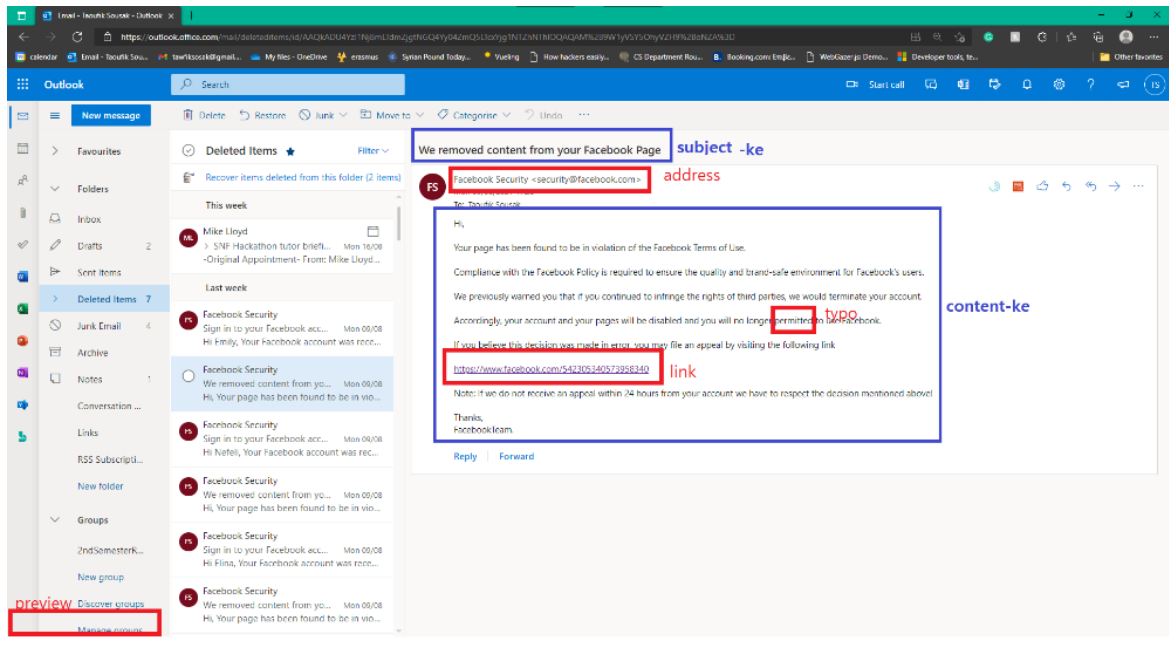 Email - Taoufik Sousak - Outlook
https://outlook.office.com/mail/deleteditems/id/
calendar
Email - Taoufik Sou...
tawfikssosak@gmail...
My files - OneDrive
erasmus
Syrian Pound Today...
Vueling
How hackers easily...
CS Department Rou...
Booking.com: Emjlc...
WebGazer.js Demo...
Developer tools, te...
Other favorites
Outlook
Search
Start call
TS
New message
Delete
Restore
Junk
Move to
Categorise
Undo
Favourites
Folders
Inbox
Drafts 2
Sent Items
Deleted Items 7
Junk Email 4
Archive
Notes 1
Conversation ...
Links
RSS Subscripti...
New folder
Groups
2ndSemesterR...
New group
Discover groups
Manage groups
preview
Deleted Items
Filter
Recover items deleted from this folder (2 items)
This week
ML
Mike Lloyd
> SNF Hackathon tutor briefi... Mon 16/08
-Original Appointment- From: Mike Lloyd...
Last week
FS
Facebook Security
Sign in to your Facebook acc... Mon 09/08
Hi Emily, Your Facebook account was rece...
Facebook Security
We removed content from yo... Mon 09/08
Hi, Your page has been found to be in vio...
FS
Facebook Security
Sign in to your Facebook acc... Mon 09/08
Hi Nefeli, Your Facebook account was rec...
FS
Facebook Security
We removed content from yo... Mon 09/08
Hi, Your page has been found to be in vio...
FS
Facebook Security
Sign in to your Facebook acc... Mon 09/08
Hi Elina, Your Facebook account was rece...
FS
Facebook Security
We removed content from yo... Mon 09/08
Hi, Your page has been found to be in vio...
We removed content from your Facebook Page
subject -ke
FS
Facebook Security <security@facebook.com>
address
To: Taoufik Sousak
Hi,
Your page has been found to be in violation of the Facebook Terms of Use.
Compliance with the Facebook Policy is required to ensure the quality and brand-safe environment for Facebook's users.
We previously warned you that if you continued to infringe the rights of third parties, we would terminate your account.
content-ke
typo
Accordingly, your account and your pages will be disabled and you will no longer permitted to use Facebook.
If you believe this decision was made in error, you may file an appeal by visiting the following link
https://www.facebook.com/542305340573958340
link
Note: If we do not receive an appeal within 24 hours from your account we have to respect the decision mentioned above!
Thanks,
Facebook Team.
Reply
Forward